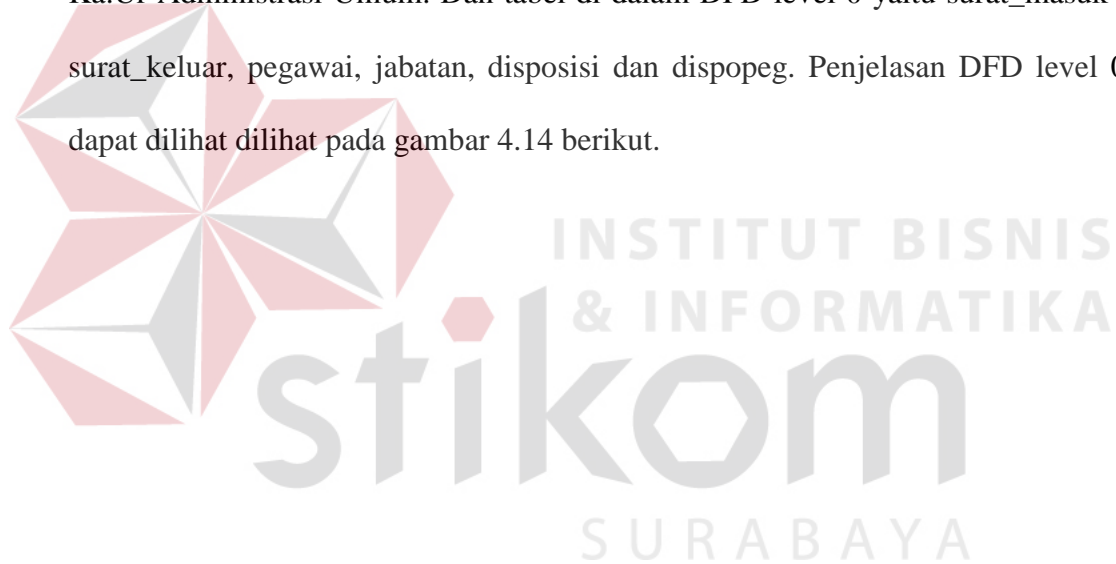 Ka.Ur Administrasi Umum. Dan tabel di dalam DFD level 0 yaitu surat_masuk
surat_keluar, pegawai, jabatan, disposisi dan dispopeg. Penjelasan DFD level 0
dapat dilihat dilihat pada gambar 4.14 berikut.
INSTITUT BISNIS
& INFORMATIKA
stikom
SURABAYA